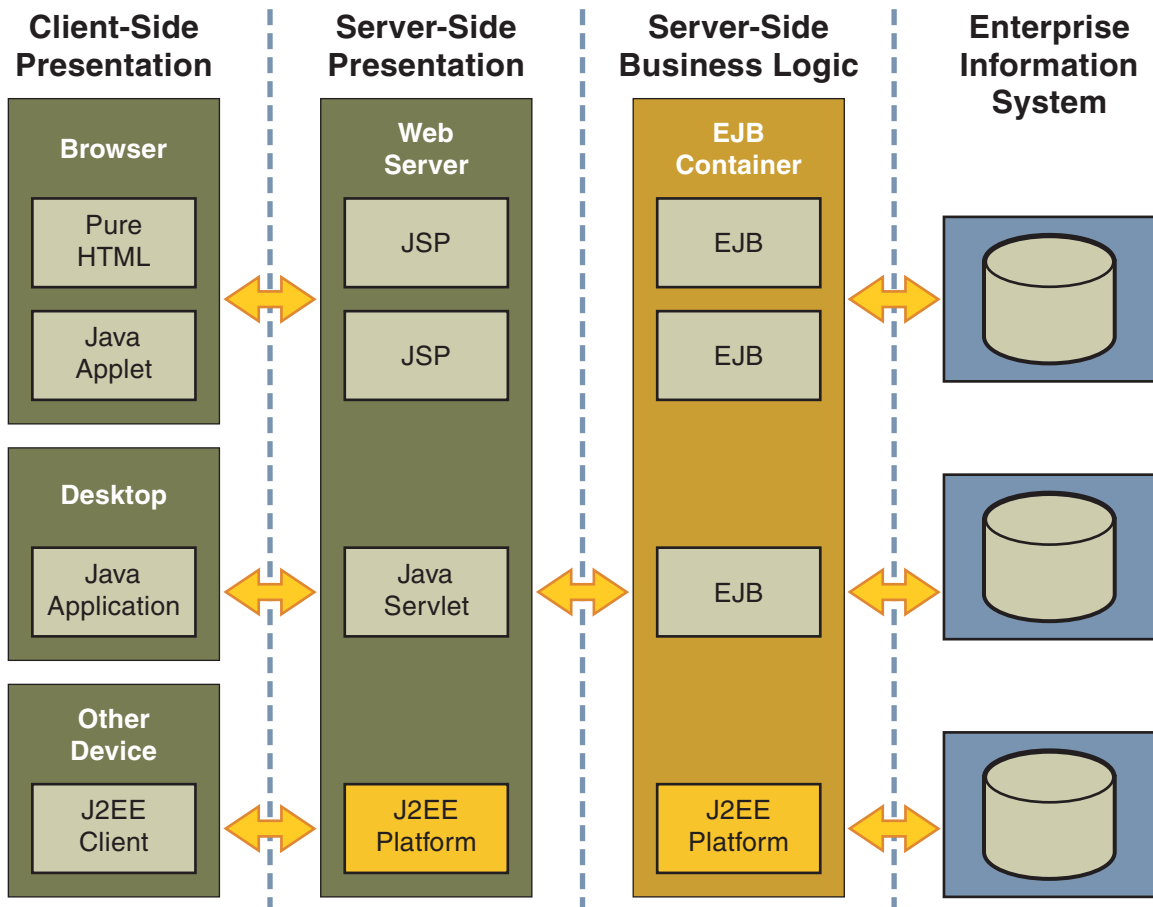 Client-Side
Presentation
Server-Side
Presentation
Server-Side
Business Logic
Enterprise
Information
System
Browser
Pure
HTML
Java
Applet
Desktop
Java
Application
Other
Device
J2EE
Client
Web
Server
JSP
JSP
Java
Servlet
J2EE
Platform
EJB
Container
EJB
EJB
EJB
J2EE
Platform